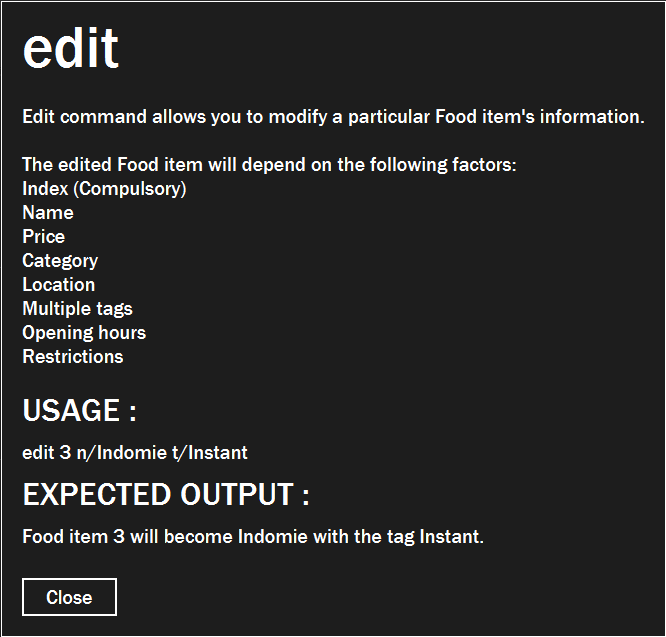 edit
Edit command allows you to modify a particular Food item's information.
The edited Food item will depend on the following factors:
Index (Compulsory)
Name
Price
Category
Location
Multiple tags
Opening hours
Restrictions
USAGE :
edit 3 n/Indomie t/Instant
EXPECTED OUTPUT :
Food item 3 will become Indomie with the tag Instant.
Close